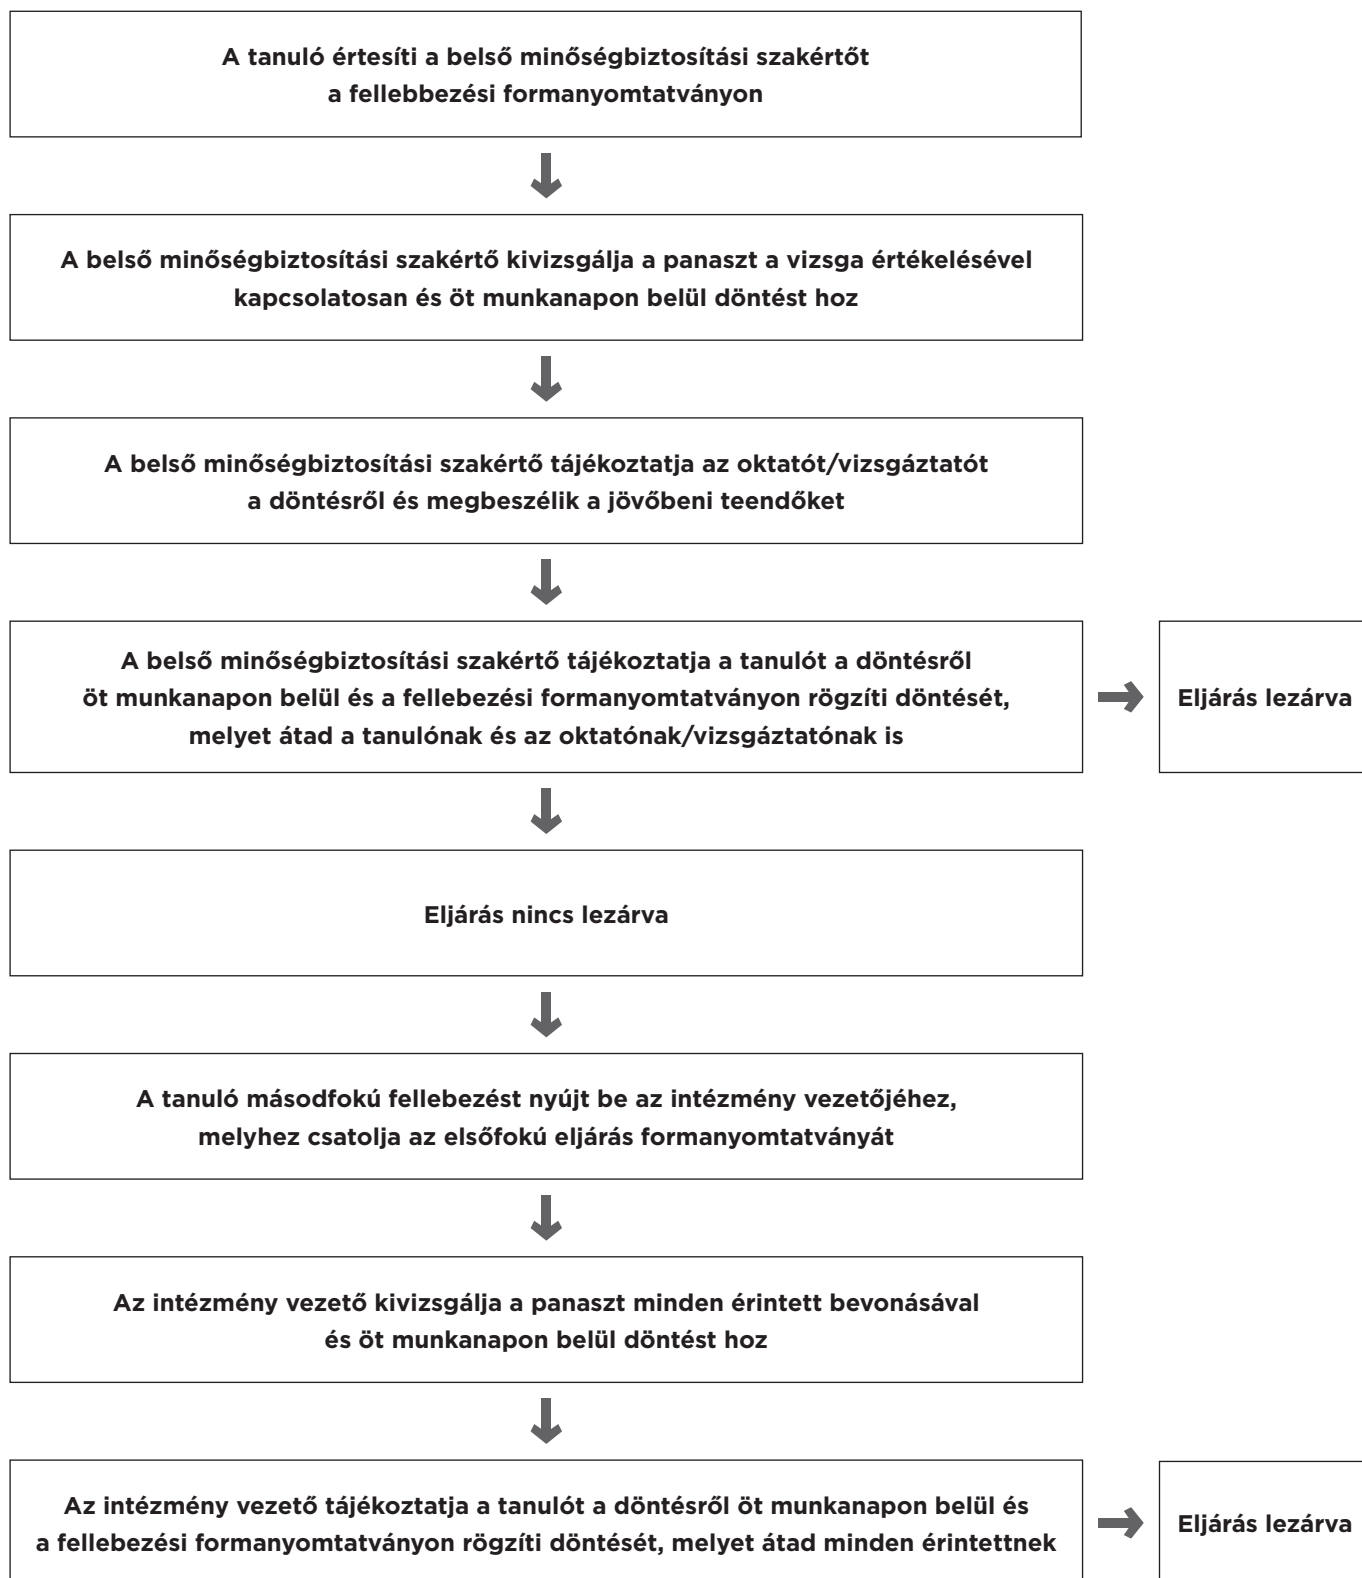 A tanuló értesíti a belső minőségbiztosítási szakértőt
a fellebbezési formanyomtatványon
A belső minőségbiztosítási szakértő kivizsgálja a panaszt a vizsga értékelésével
kapcsolatosan és öt munkanapon belül döntést hoz
A belső minőségbiztosítási szakértő tájékoztatja az oktatót/vizsgáztatót
a döntésről és megbeszélik a jövőbeni teendőket
A belső minőségbiztosítási szakértő tájékoztatja a tanulót a döntésről
öt munkanapon belül és a fellebezési formanyomtatványon rögzíti döntését,
melyet átad a tanulónak és az oktatónak/vizsgáztatónak is
Eljárás lezárva
Eljárás nincs lezárva
A tanuló másodfokú fellebezést nyújt be az intézmény vezetőjéhez,
melyhez csatolja az elsőfokú eljárás formanyomtatványát
Az intézmény vezető kivizsgálja a panaszt minden érintett bevonásával
és öt munkanapon belül döntést hoz
Az intézmény vezető tájékoztatja a tanulót a döntésről öt munkanapon belül és
a fellebezési formanyomtatványon rögzíti döntését, melyet átad minden érintettnek
Eljárás lezárva